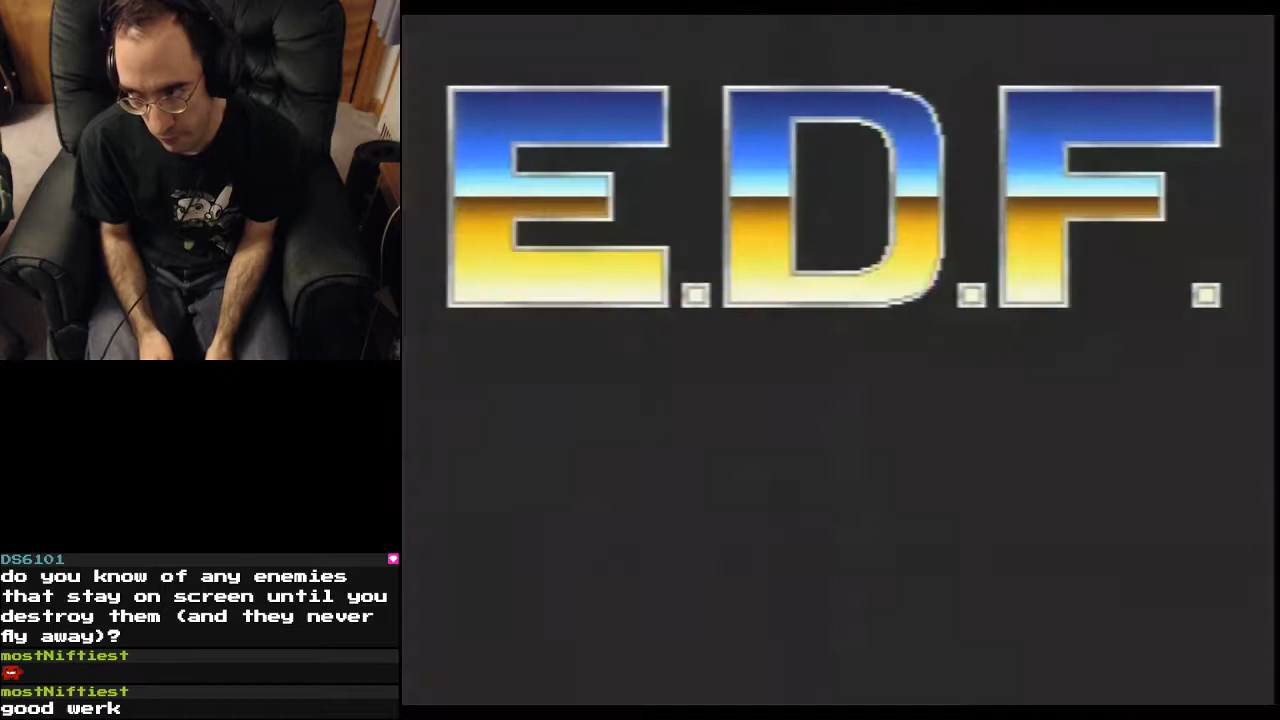 E.D.F.
DS6101
do you know of any enemies
that stay on screen until you
destroy them (and they never
fly away)?
mostNiftiest
mostNiftiest
good werk